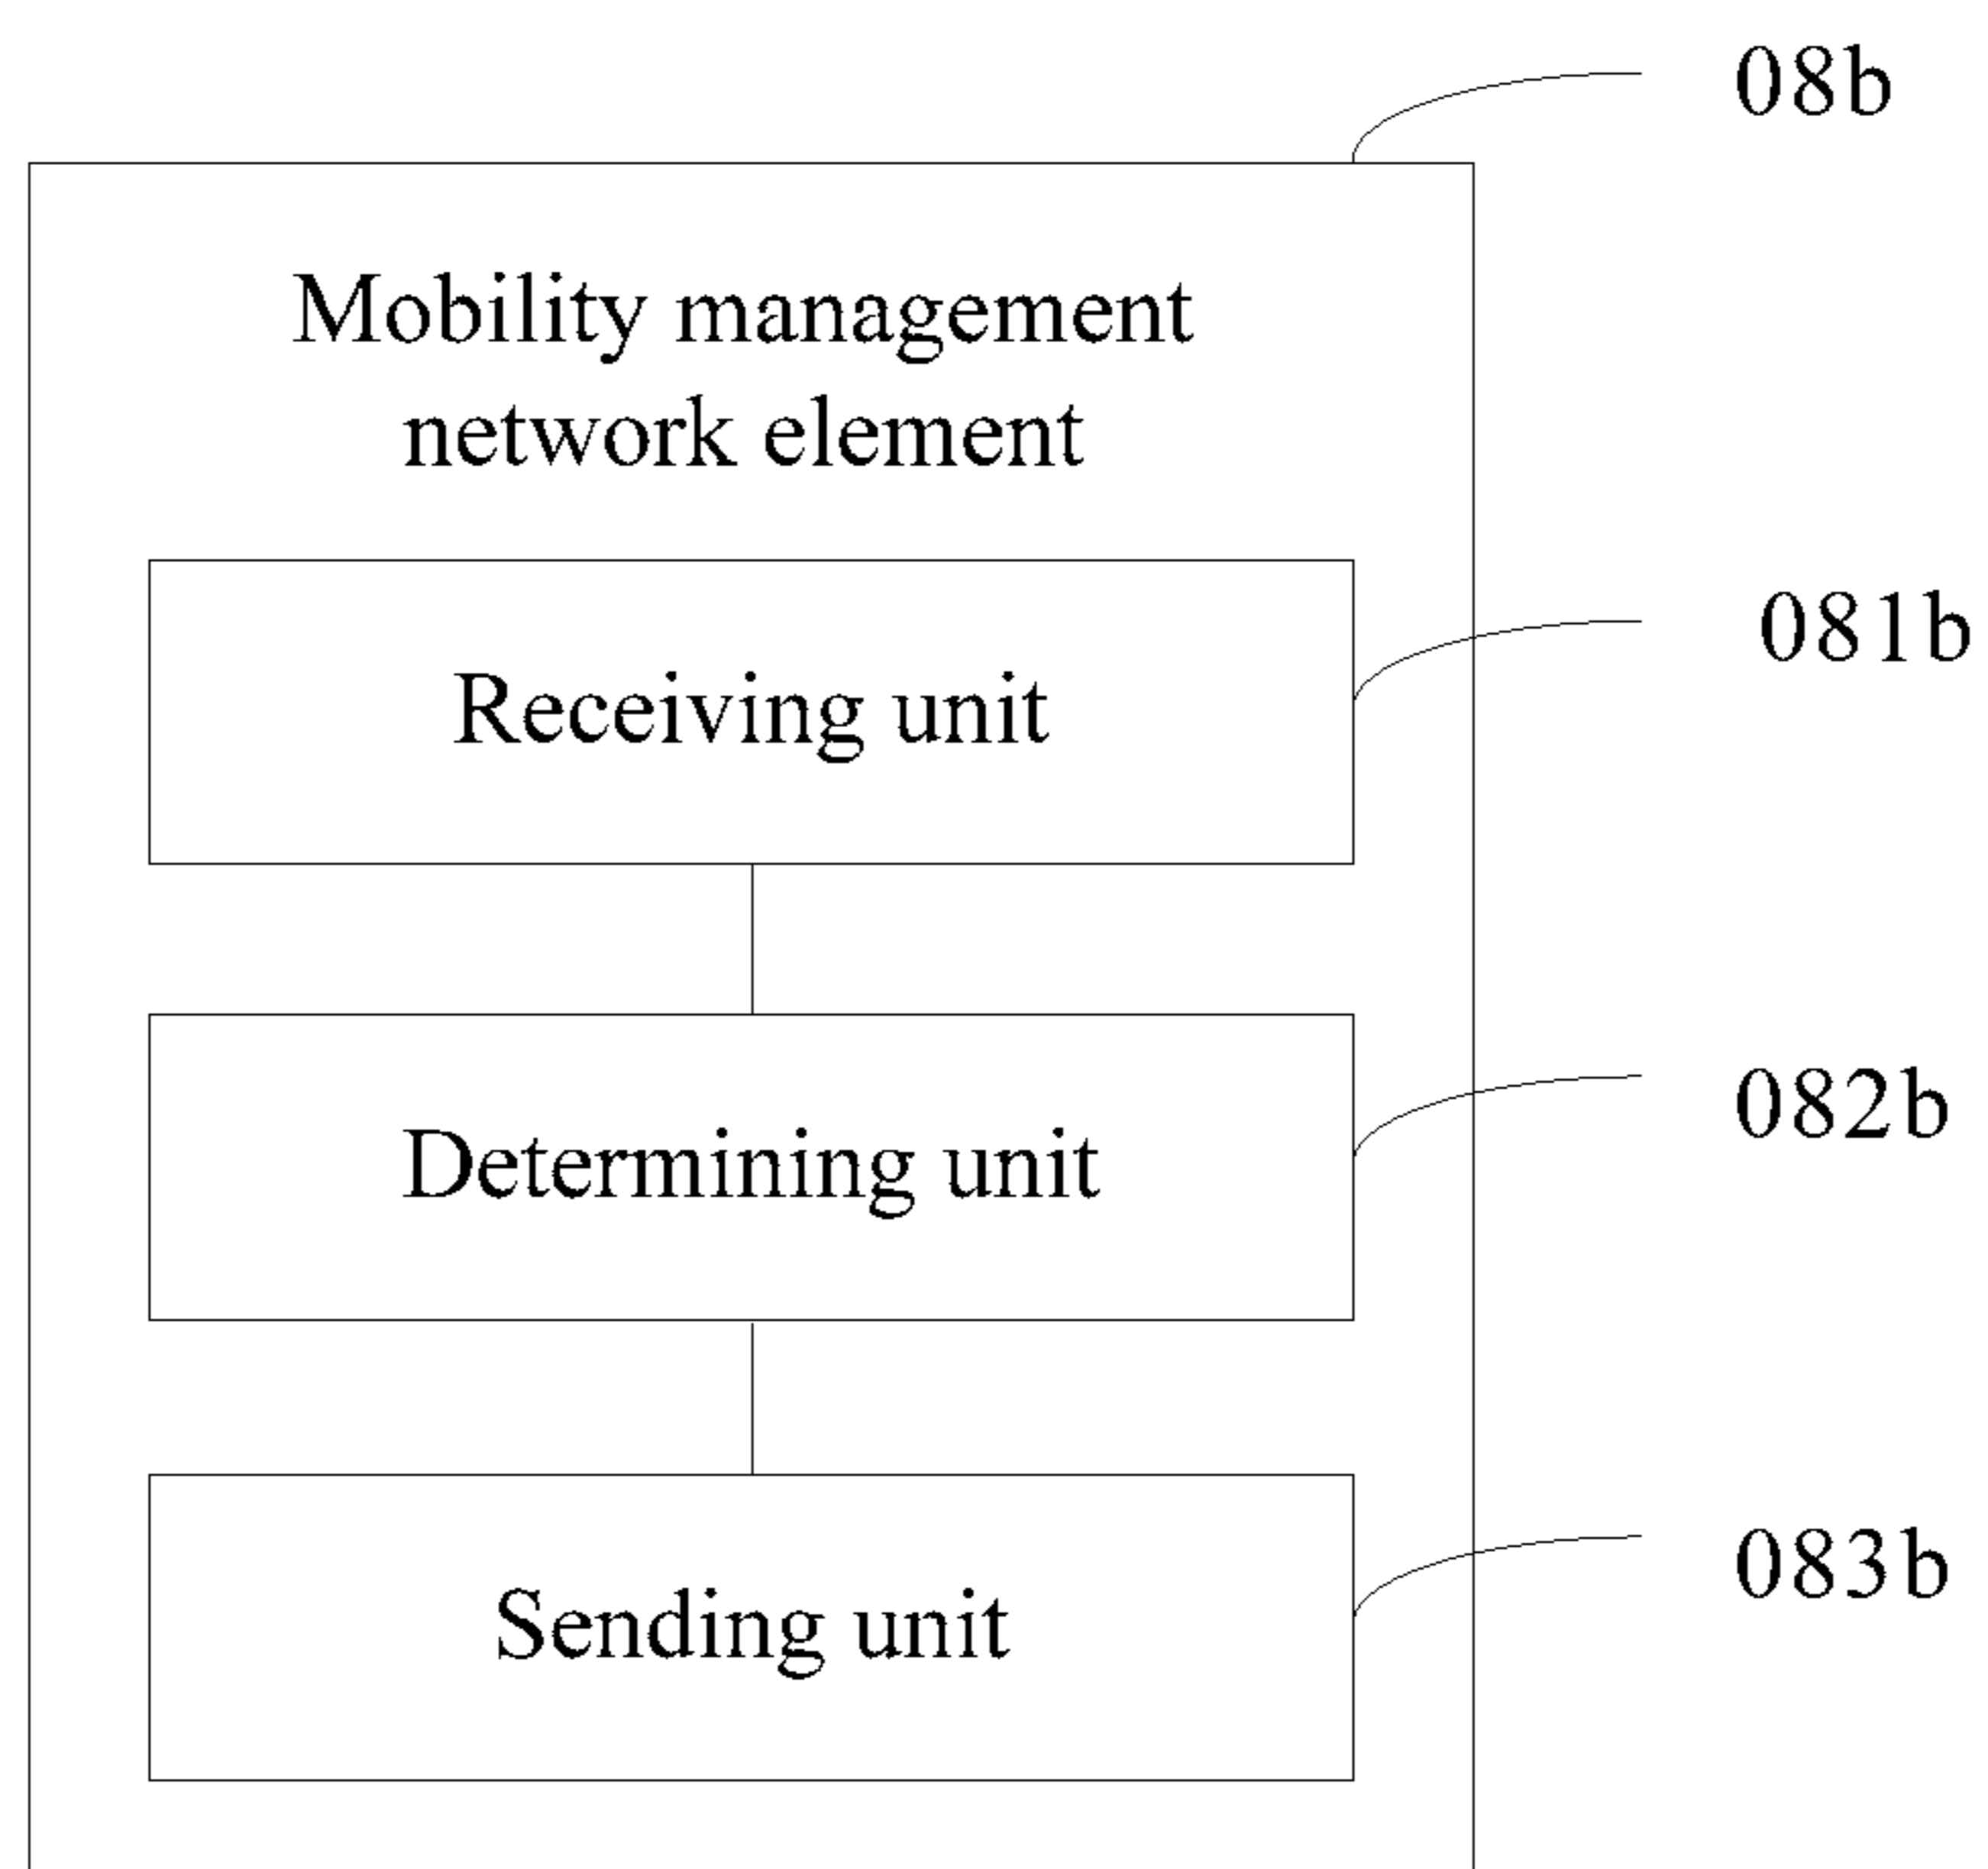 08b
Mobility management
network element
081b
Receiving unit
082b
Determining unit
083b
Sending unit